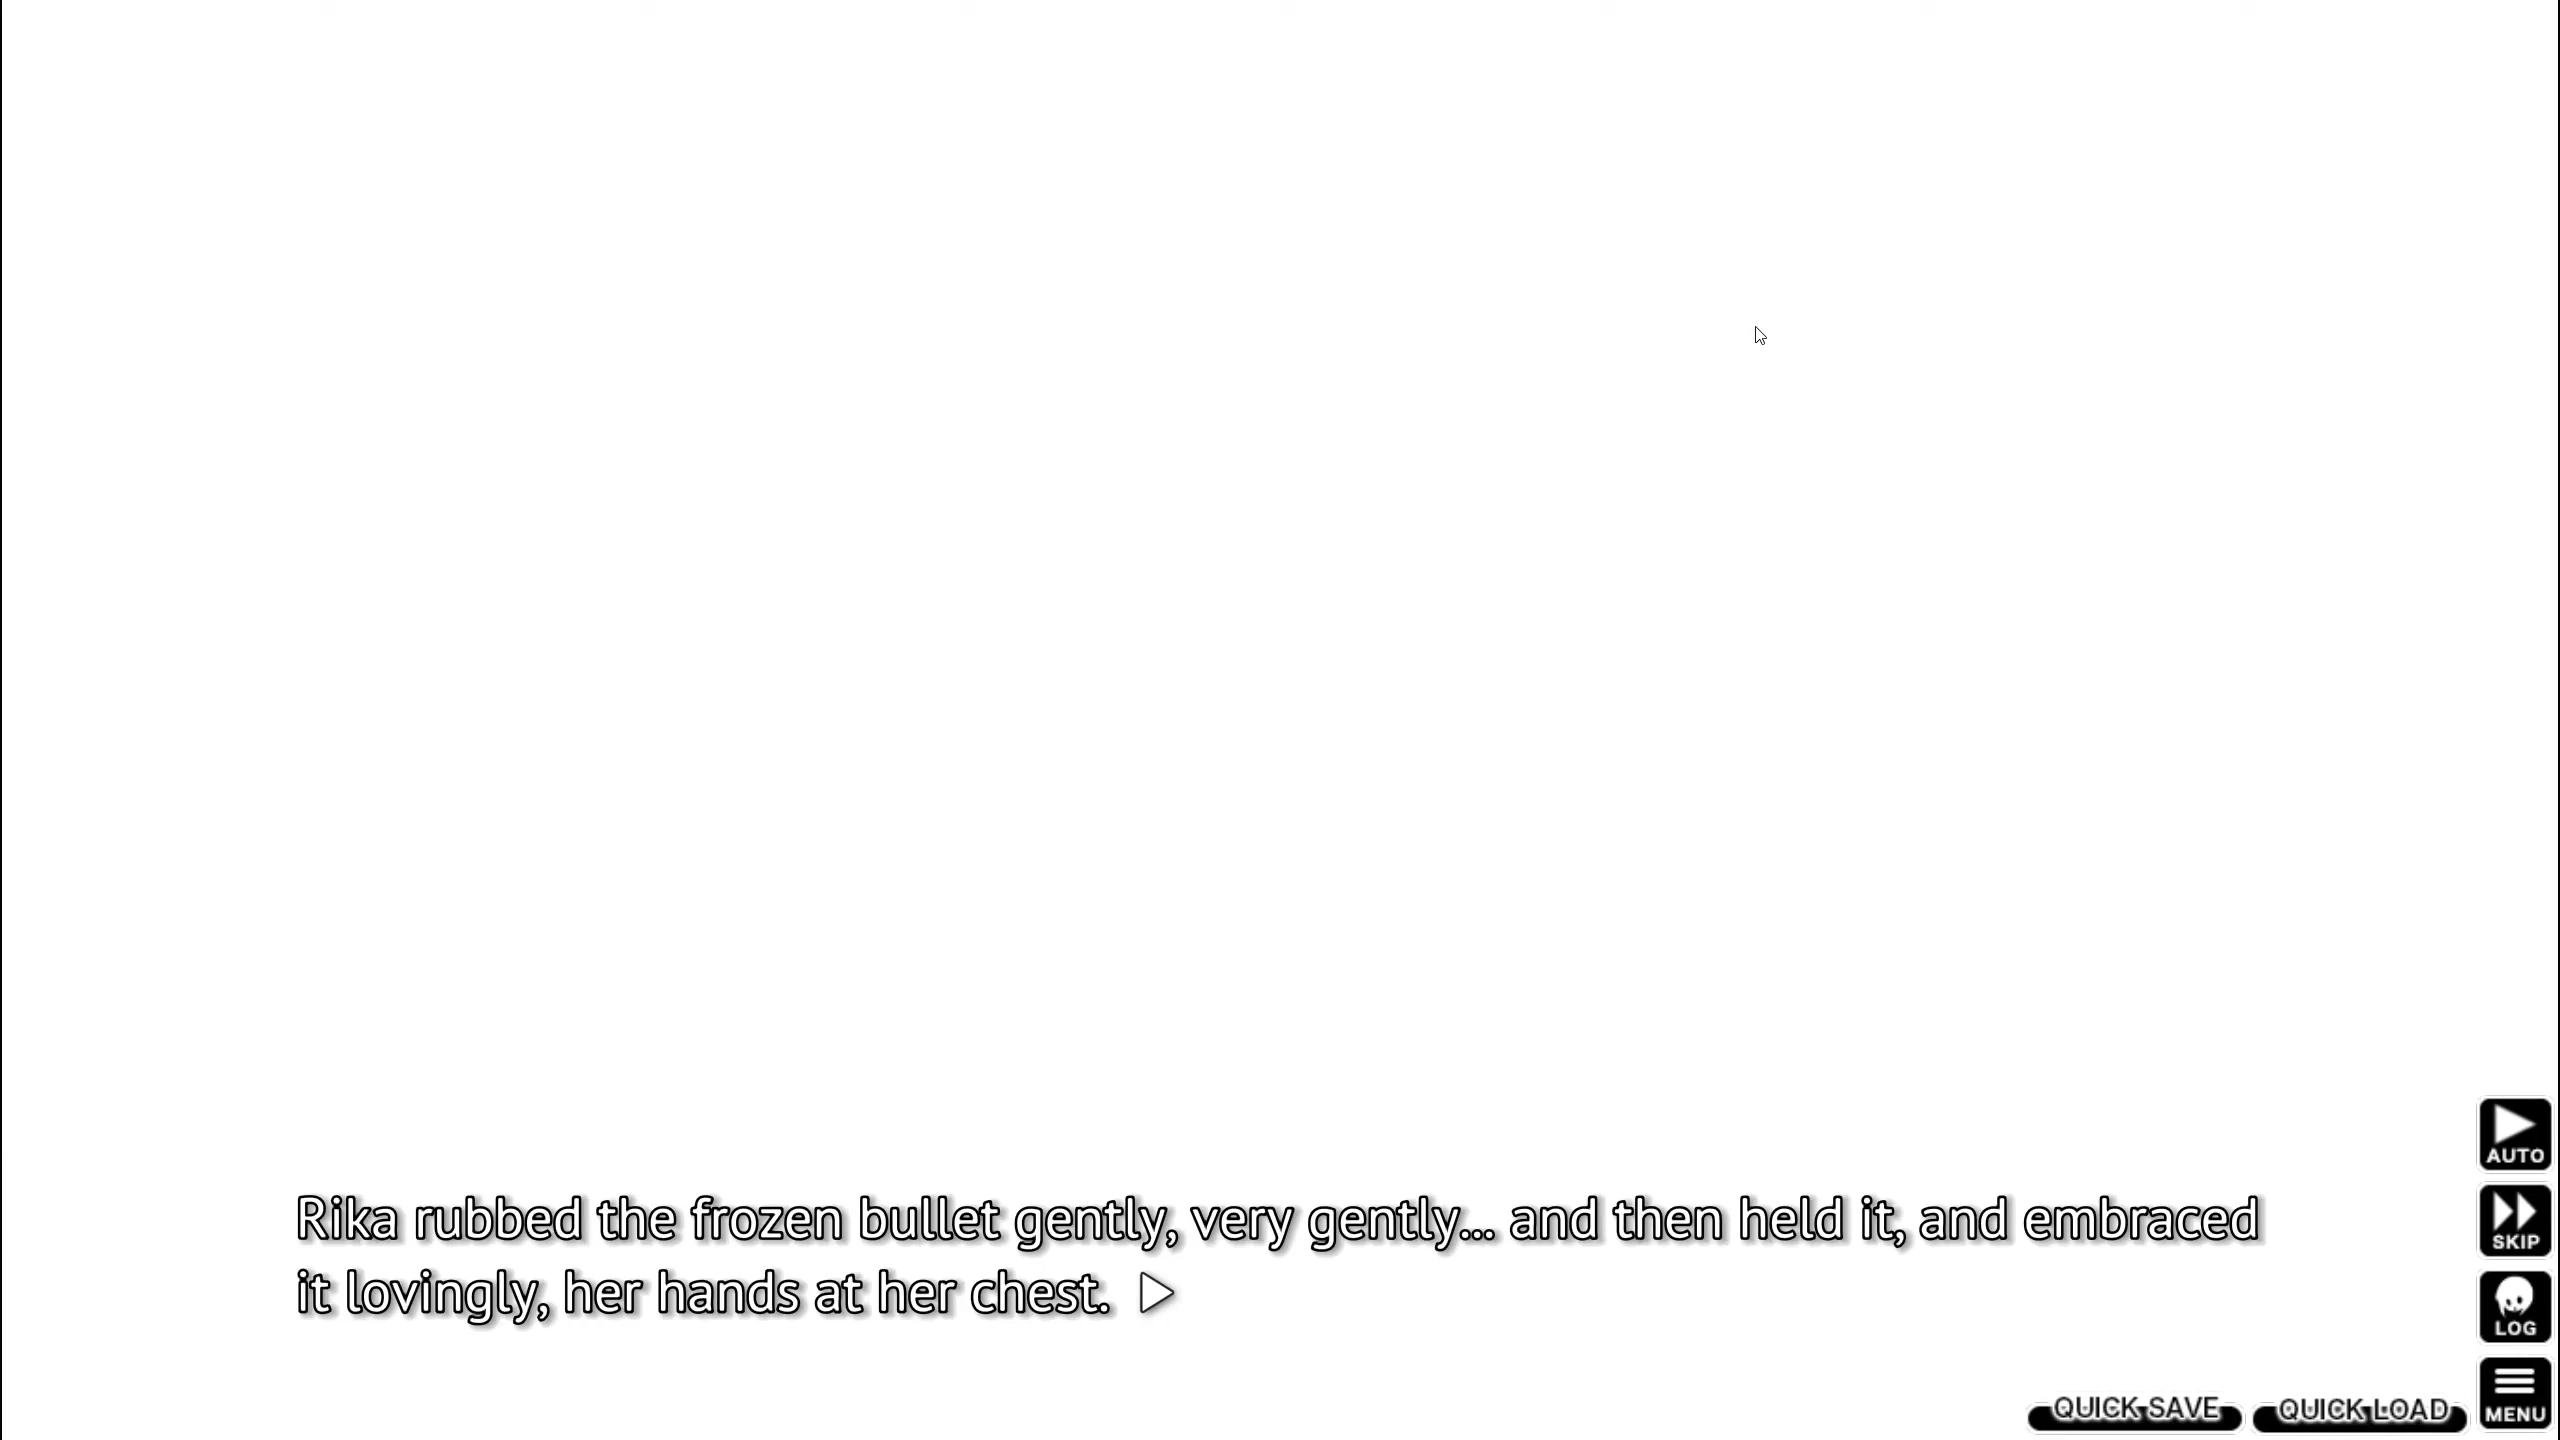 AUTO
Rika rubbed the frozen bullet gently, very gently... and then held it, and embraced
it lovingly, her hands at her chest.
SKIP
LOG
QUICK SAVE
QUICK LOAD
MENU